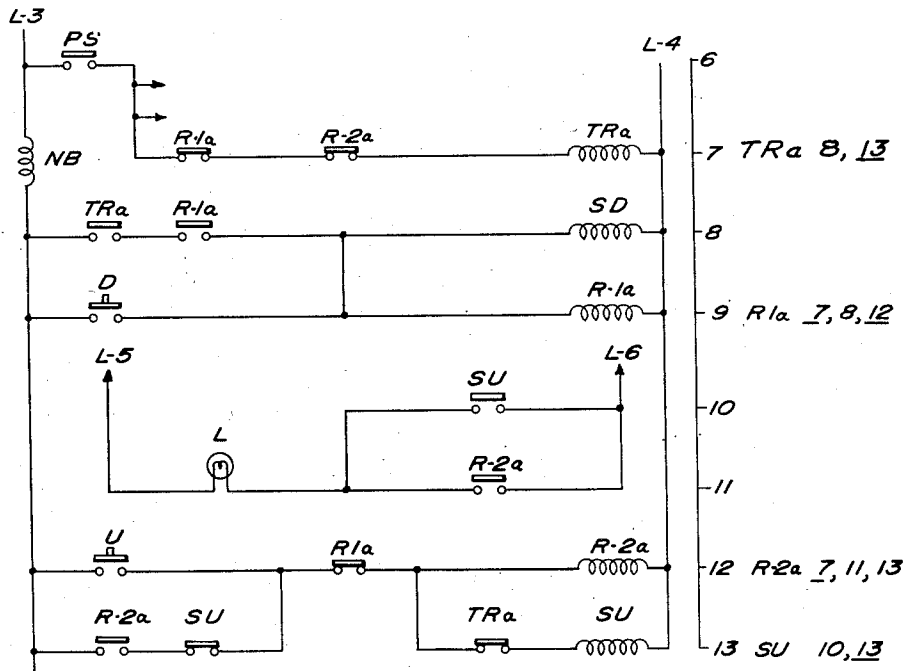 L-3
PS
L-4
6
NB
R-1a
R-2a
TRa
7 TRa 8, 13
TRa
R-1a
SD
8
D
R-1a
9 R1a 7, 8, 12
L-5
L-6
SU
10
L
R-2a
11
U
R1a
R-2a
12 R-2a 7, 11, 13
R-2a
SU
TRa
SU
13 SU 10, 13